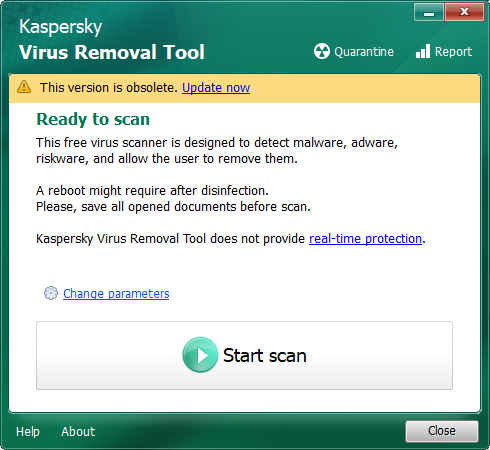 Kaspersky
Virus Removal Tool
Quarantine
Report
This version is obsolete. Update now
Ready to scan
This free virus scanner is designed to detect malware, adware,
riskware, and allow the user to remove them.
A reboot might require after disinfection.
Please, save all opened documents before scan.
Kaspersky Virus Removal Tool does not provide real-time protection.
Change parameters
Start scan
Help
About
Close